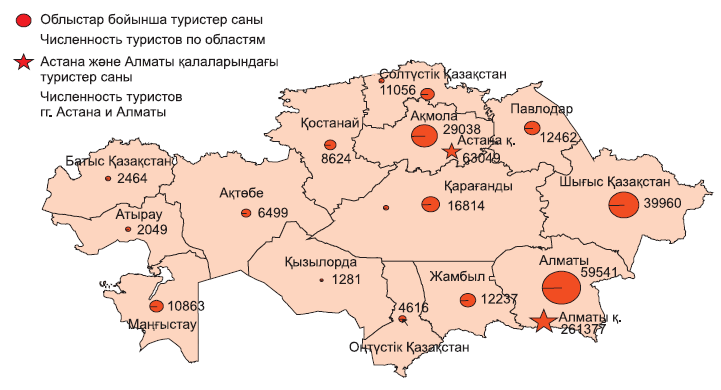 Облыстар бойынша туристер саны
Численность туристов по областям
Астана және Алматы қалаларындағы
туристер саны
Численность туристов
гг. Астана и Алматы
Солтүстік Қазақстан
11056
Қостанай
8624
Ақмола
29038
Астана қ.
63049
Павлодар
12462
Батыс Қазақстан
2464
Ақтөбе
6499
Атырау
2049
Қарағанды
16814
Шығыс Қазақстан
39960
Қызылорда
1281
Жамбыл
12237
Алматы
59541
Алматы қ.
261377
10863
Маңғыстау
4616
Оңтүстік Қазақстан